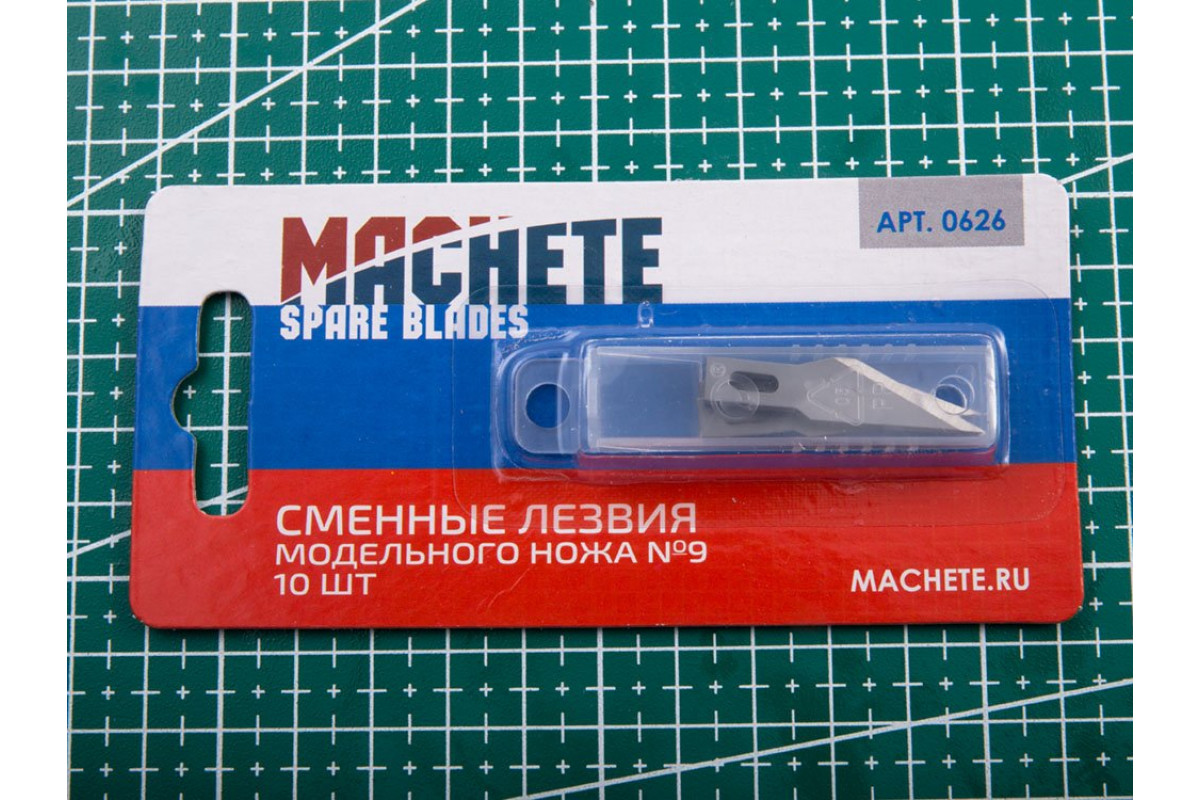 MACHETE
АРТ. 0626
SPARE BLADES
СМЕННЫЕ ЛЕЗВИЯ
МОДЕЛЬНОГО НОЖА №9
10 ШТ
MACHETE.RU